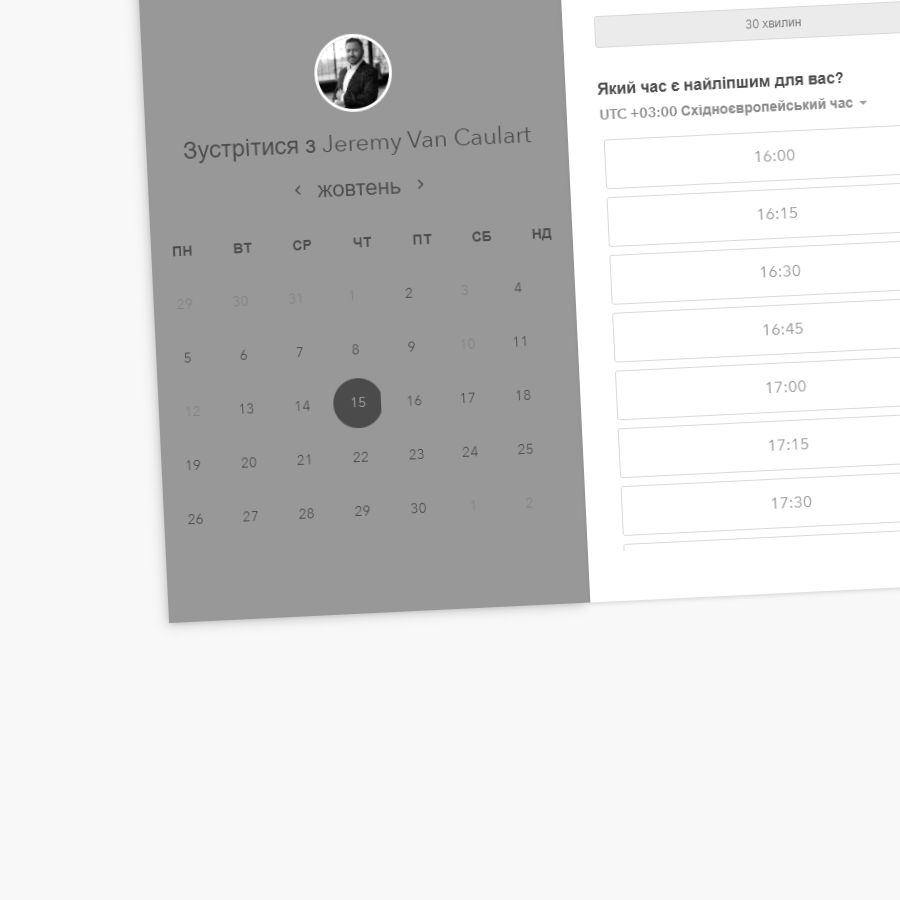 Зустрітися з Jeremy Van Caulart
‹ жовтень ›
ПН ВТ СР ЧТ ПТ СБ НД
29 30 31 1 2 3 4
5 6 7 8 9 10 11
12 13 14 15 16 17 18
19 20 21 22 23 24 25
26 27 28 29 30 1 2
30 хвилин
Який час є найліпшим для вас?
UTC +03:00 Східноєвропейський час
16:00
16:15
16:30
16:45
17:00
17:15
17:30